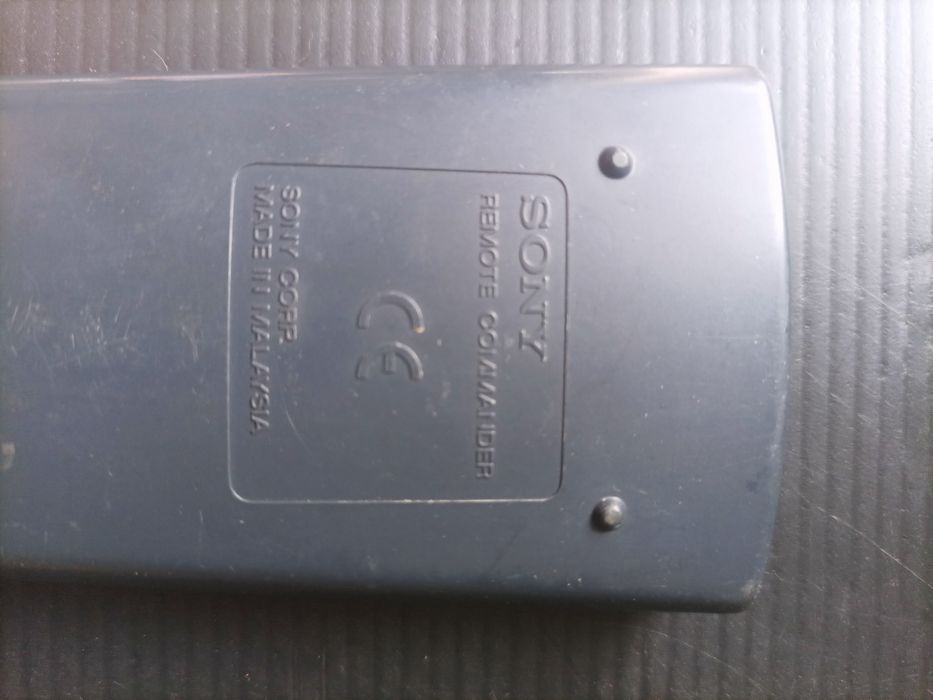 SONY
REMOTE COMMANDER
CE
SONY CORP.
MADE IN MALAYSIA